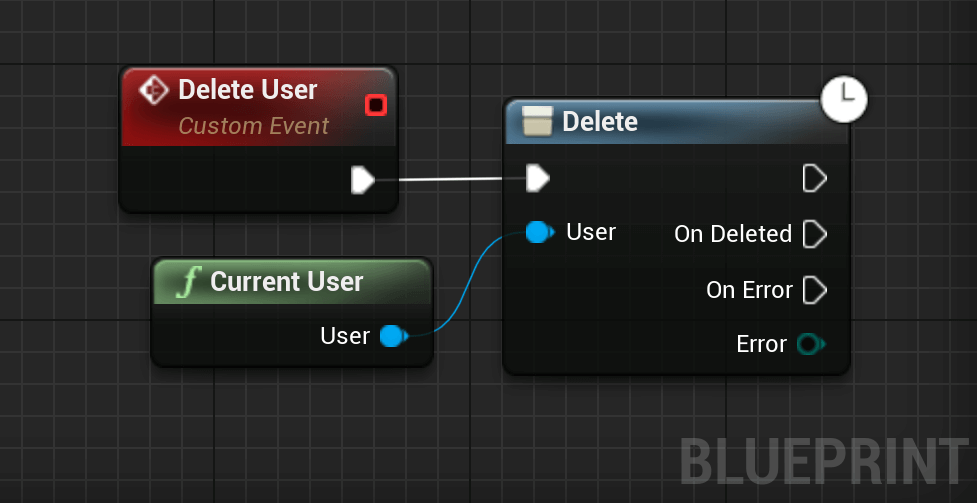 Delete User
Custom Event
Delete
User
On Deleted
On Error
Error
Current User
User
BLUEPRINT